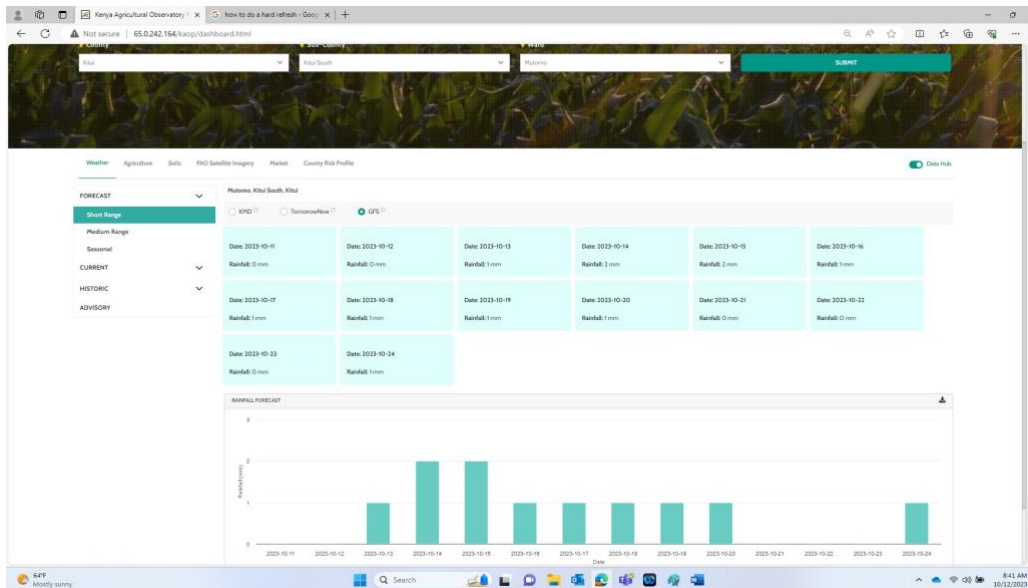 Kenya Agricultural Observatory
how to do a hard refresh - Goog
Not secure 65.0.242.164/kaop/dashboard.html
County Sub-County Ward
Kitui Kitui South Mutomo SUBMIT
Weather Agriculture Soils FAO Satellite Imagery Market County Risk Profile Data Hub
FORECAST
Short Range
Medium Range
Seasonal
CURRENT
HISTORIC
ADVISORY
Mutomo, Kitui South, Kitui
KMD TomorrowNow GFS
Date: 2023-10-11 Date: 2023-10-12 Date: 2023-10-13 Date: 2023-10-14 Date: 2023-10-15 Date: 2023-10-16
Rainfall: 0 mm Rainfall: 0 mm Rainfall: 1 mm Rainfall: 2 mm Rainfall: 2 mm Rainfall: 1 mm
Date: 2023-10-17 Date: 2023-10-18 Date: 2023-10-19 Date: 2023-10-20 Date: 2023-10-21 Date: 2023-10-22
Rainfall: 1 mm Rainfall: 1 mm Rainfall: 1 mm Rainfall: 1 mm Rainfall: 0 mm Rainfall: 0 mm
Date: 2023-10-23 Date: 2023-10-24
Rainfall: 0 mm Rainfall: 1 mm
RAINFALL FORECAST
3
2
1
0
Rainfall(mm)
2023-10-11 2023-10-12 2023-10-13 2023-10-14 2023-10-15 2023-10-16 2023-10-17 2023-10-18 2023-10-19 2023-10-20 2023-10-21 2023-10-22 2023-10-23 2023-10-24
Date
64°F
Mostly sunny
Search
8:41 AM
10/12/2023